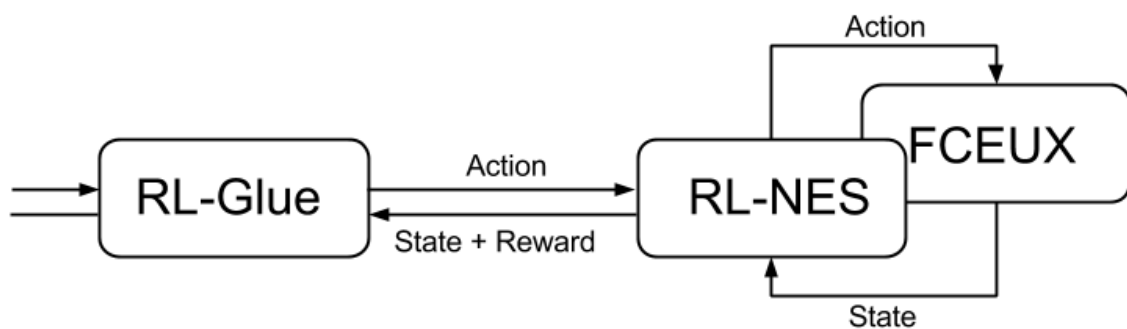 Action
FCEUX
RL-Glue
Action
RL-NES
State + Reward
State